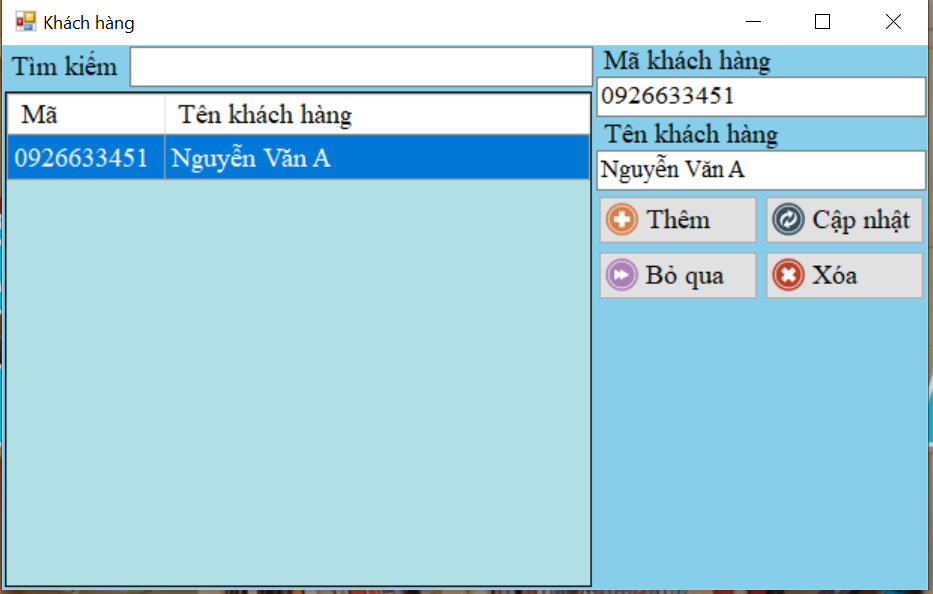 Khách hàng
Tìm kiếm
Mã Tên khách hàng
0926633451 Nguyễn Văn A
Mã khách hàng
0926633451
Tên khách hàng
Nguyễn Văn A
Thêm Cập nhật
Bỏ qua Xóa